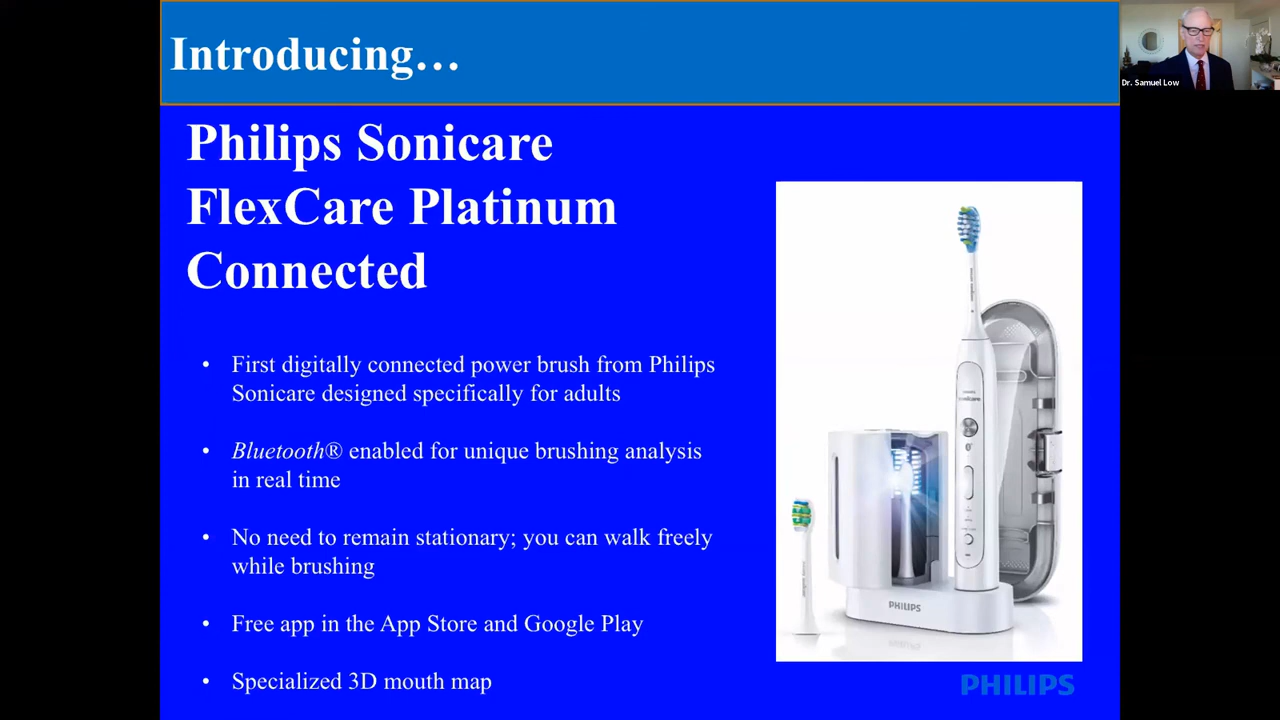 Introducing…
Dr. Samuel Low
Philips Sonicare
FlexCare Platinum
Connected
• First digitally connected power brush from Philips
Sonicare designed specifically for adults
• Bluetooth® enabled for unique brushing analysis
in real time
• No need to remain stationary; you can walk freely
while brushing
• Free app in the App Store and Google Play
• Specialized 3D mouth map
sonicare
PHILIPS
PHILIPS